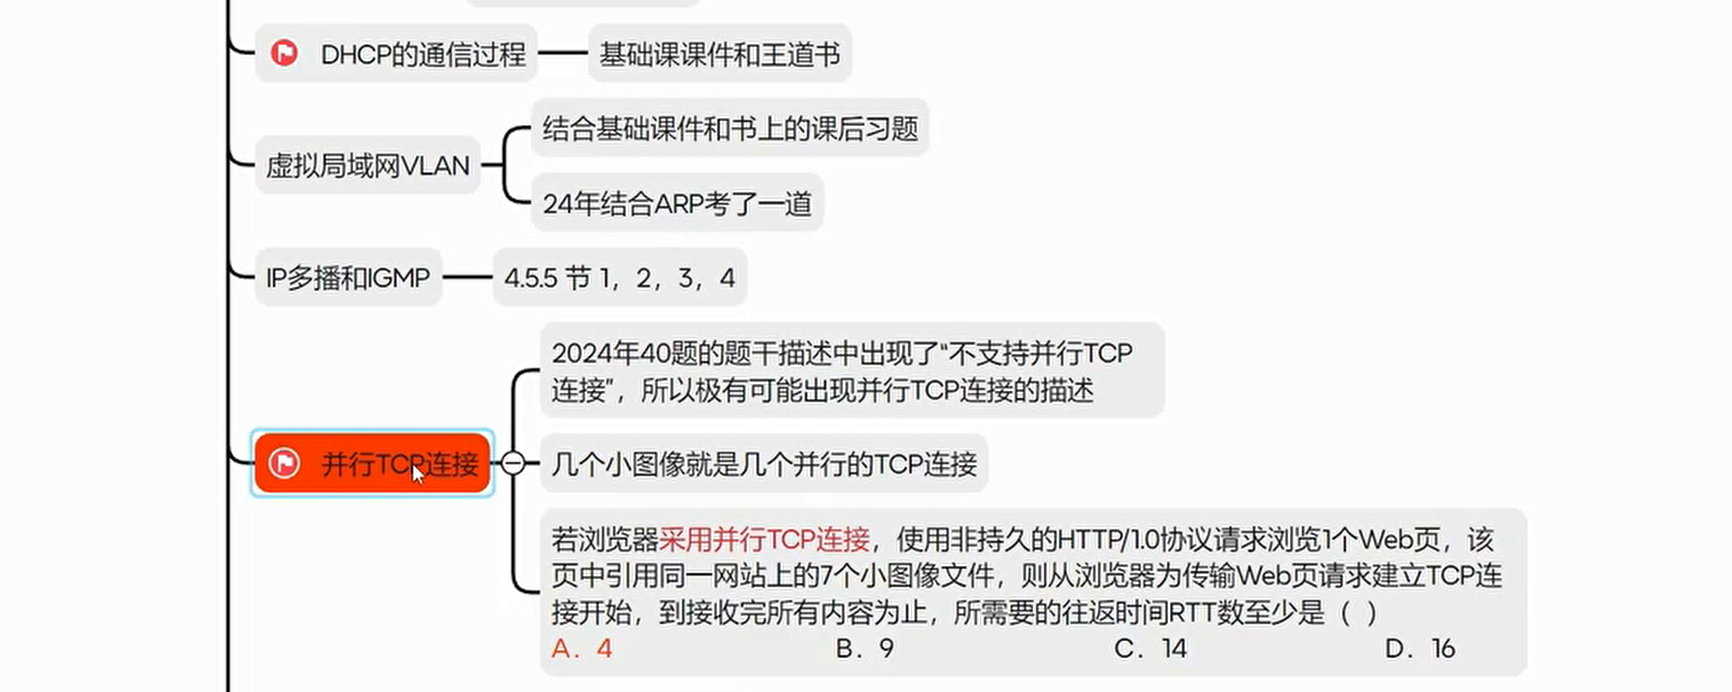 DHCP的通信过程
基础课课件和王道书
虚拟局域网VLAN
结合基础课件和书上的课后习题
24年结合ARP考了一道
IP多播和IGMP
4.5.5 节 1，2，3，4
并行TCP连接
2024年40题的题干描述中出现了“不支持并行TCP
连接”，所以极有可能出现并行TCP连接的描述
几个小图像就是几个并行的TCP连接
若浏览器采用并行TCP连接，使用非持久的HTTP/1.0协议请求浏览1个Web页，该
页中引用同一网站上的7个小图像文件，则从浏览器为传输Web页请求建立TCP连
接开始，到接收完所有内容为止，所需要的往返时间RTT数至少是（ ）
A．4 B．9 C．14 D．16